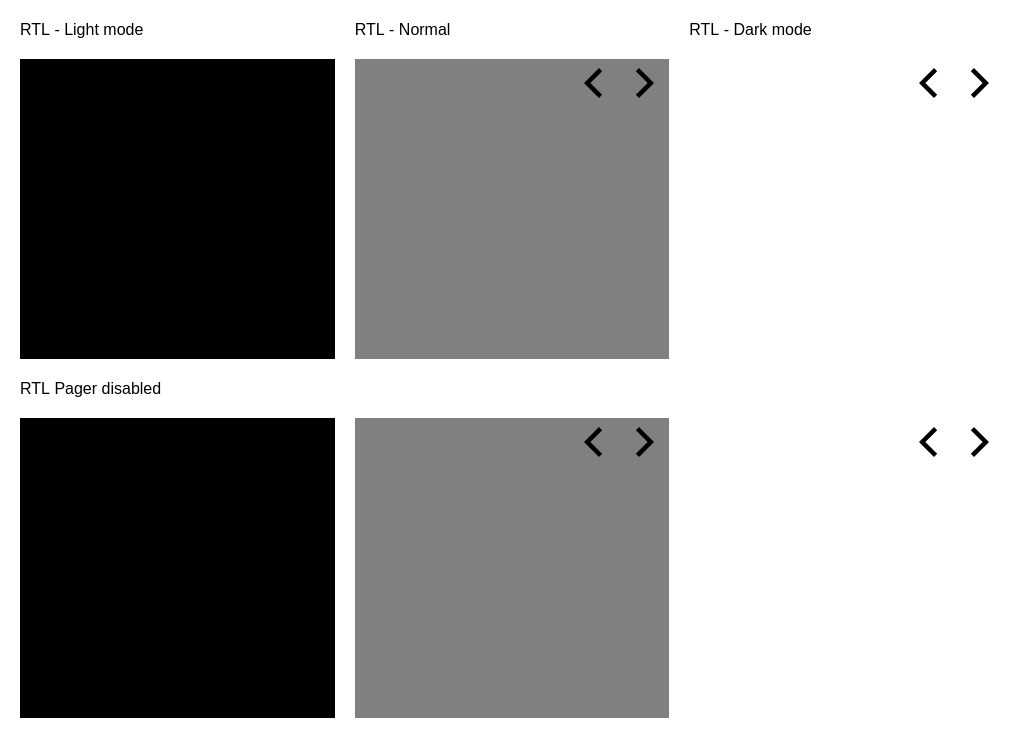 RTL - Light mode
RTL - Normal
RTL - Dark mode
RTL Pager disabled